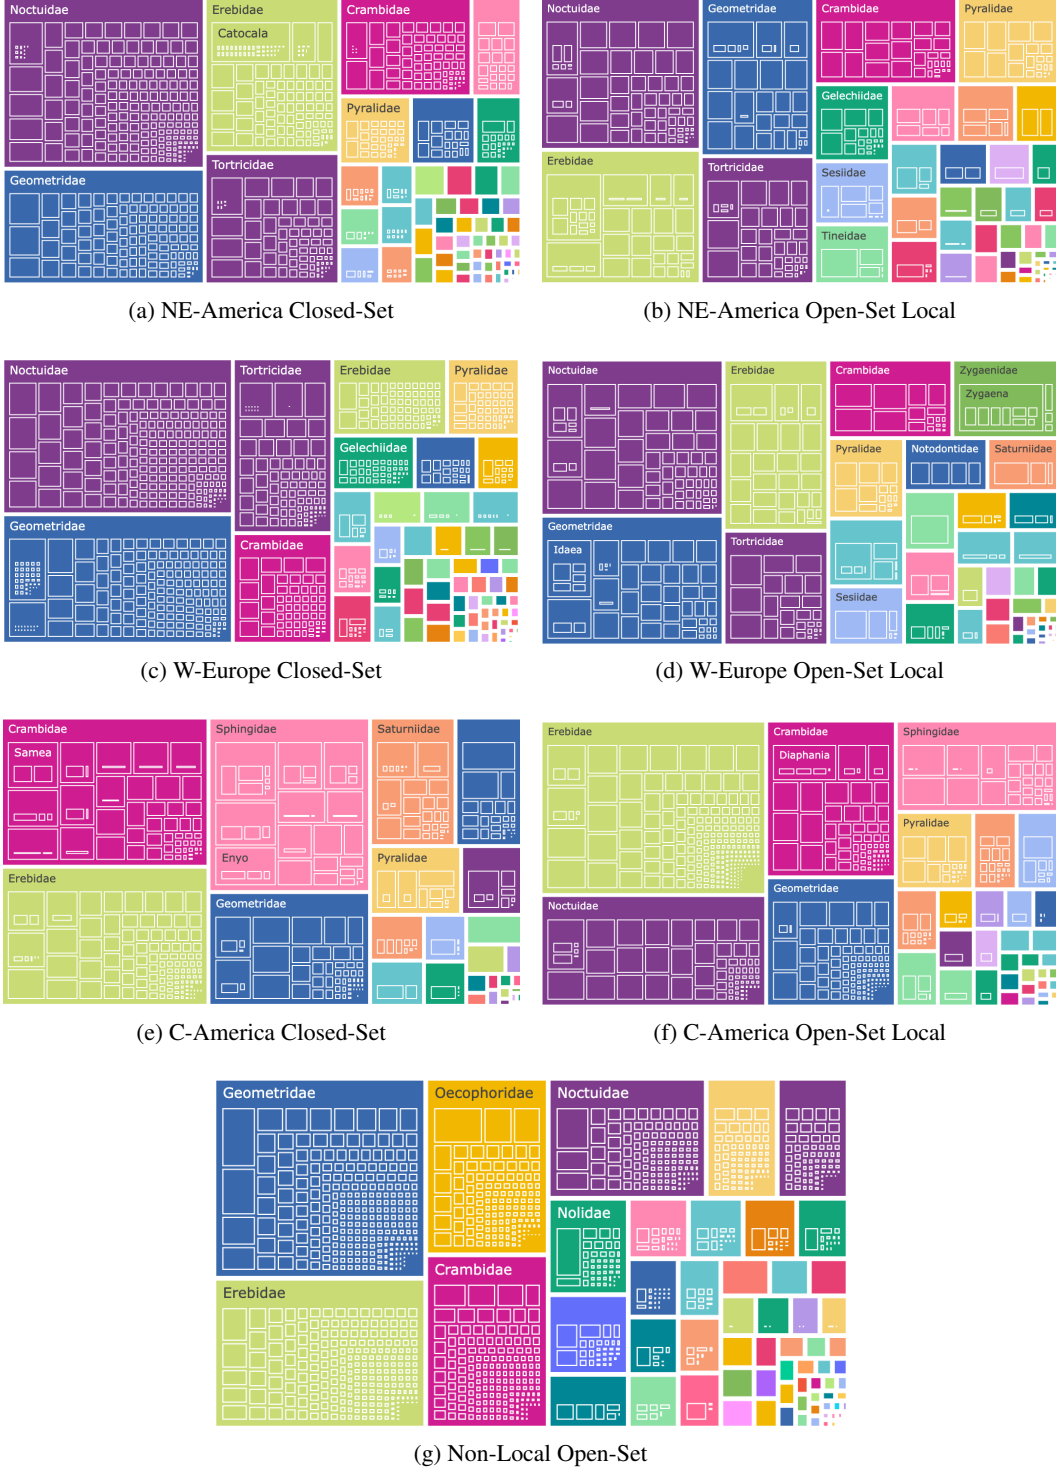 Noctuidae
Erebidae
Catocala
Crambidae
Pyralidae
Geometridae
Tortricidae
(a) NE-America Closed-Set
Noctuidae
Geometridae
Crambidae
Pyralidae
Gelechiidae
Erebidae
Tortricidae
Sesiidae
Tineidae
(b) NE-America Open-Set Local
Noctuidae
Tortricidae
Erebidae
Pyralidae
Gelechiidae
Geometridae
Crambidae
(c) W-Europe Closed-Set
Noctuidae
Erebidae
Crambidae
Zygaenidae
Zygaena
Pyralidae
Notodontidae
Saturniidae
Geometridae
Idaea
Tortricidae
Sesiidae
(d) W-Europe Open-Set Local
Crambidae
Samea
Sphingidae
Saturniidae
Enyo
Pyralidae
Erebidae
Geometridae
(e) C-America Closed-Set
Erebidae
Crambidae
Diaphania
Sphingidae
Pyralidae
Noctuidae
Geometridae
(f) C-America Open-Set Local
Geometridae
Oecophoridae
Noctuidae
Nolidae
Erebidae
Crambidae
(g) Non-Local Open-Set